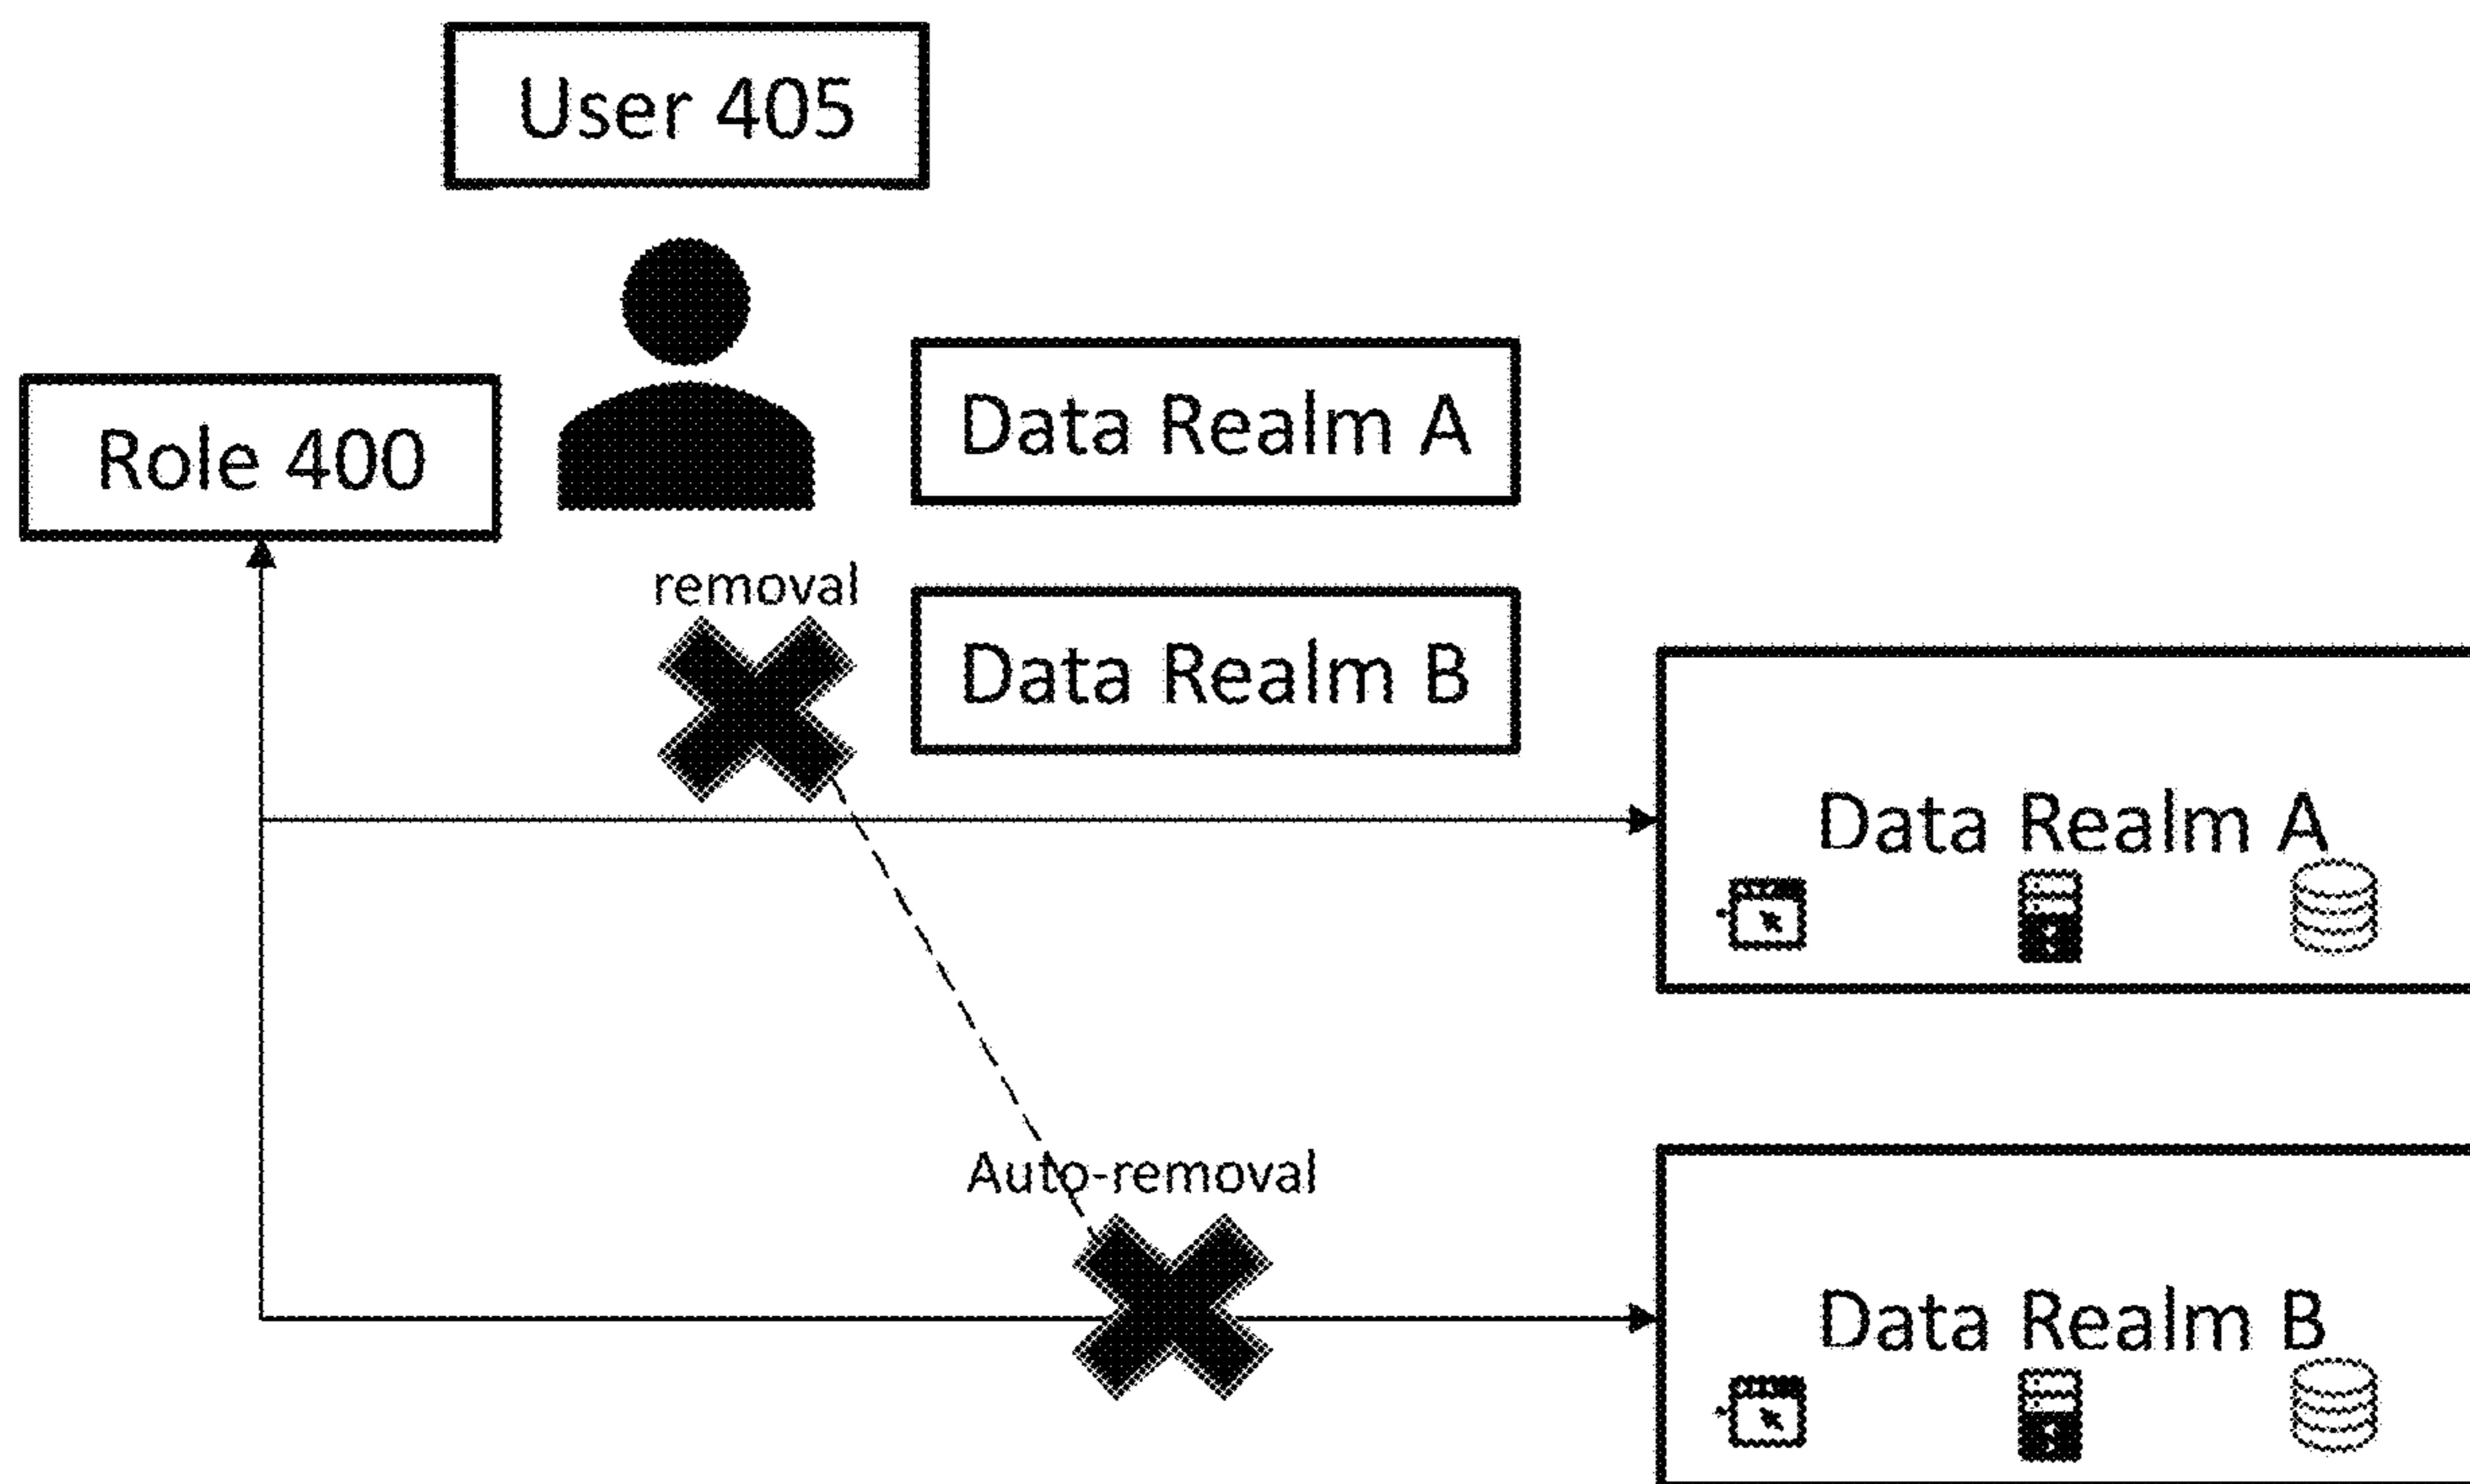 User 405
Role 400
Data Realm A
removal
Data Realm B
Data Realm A
Auto-removal
Data Realm B